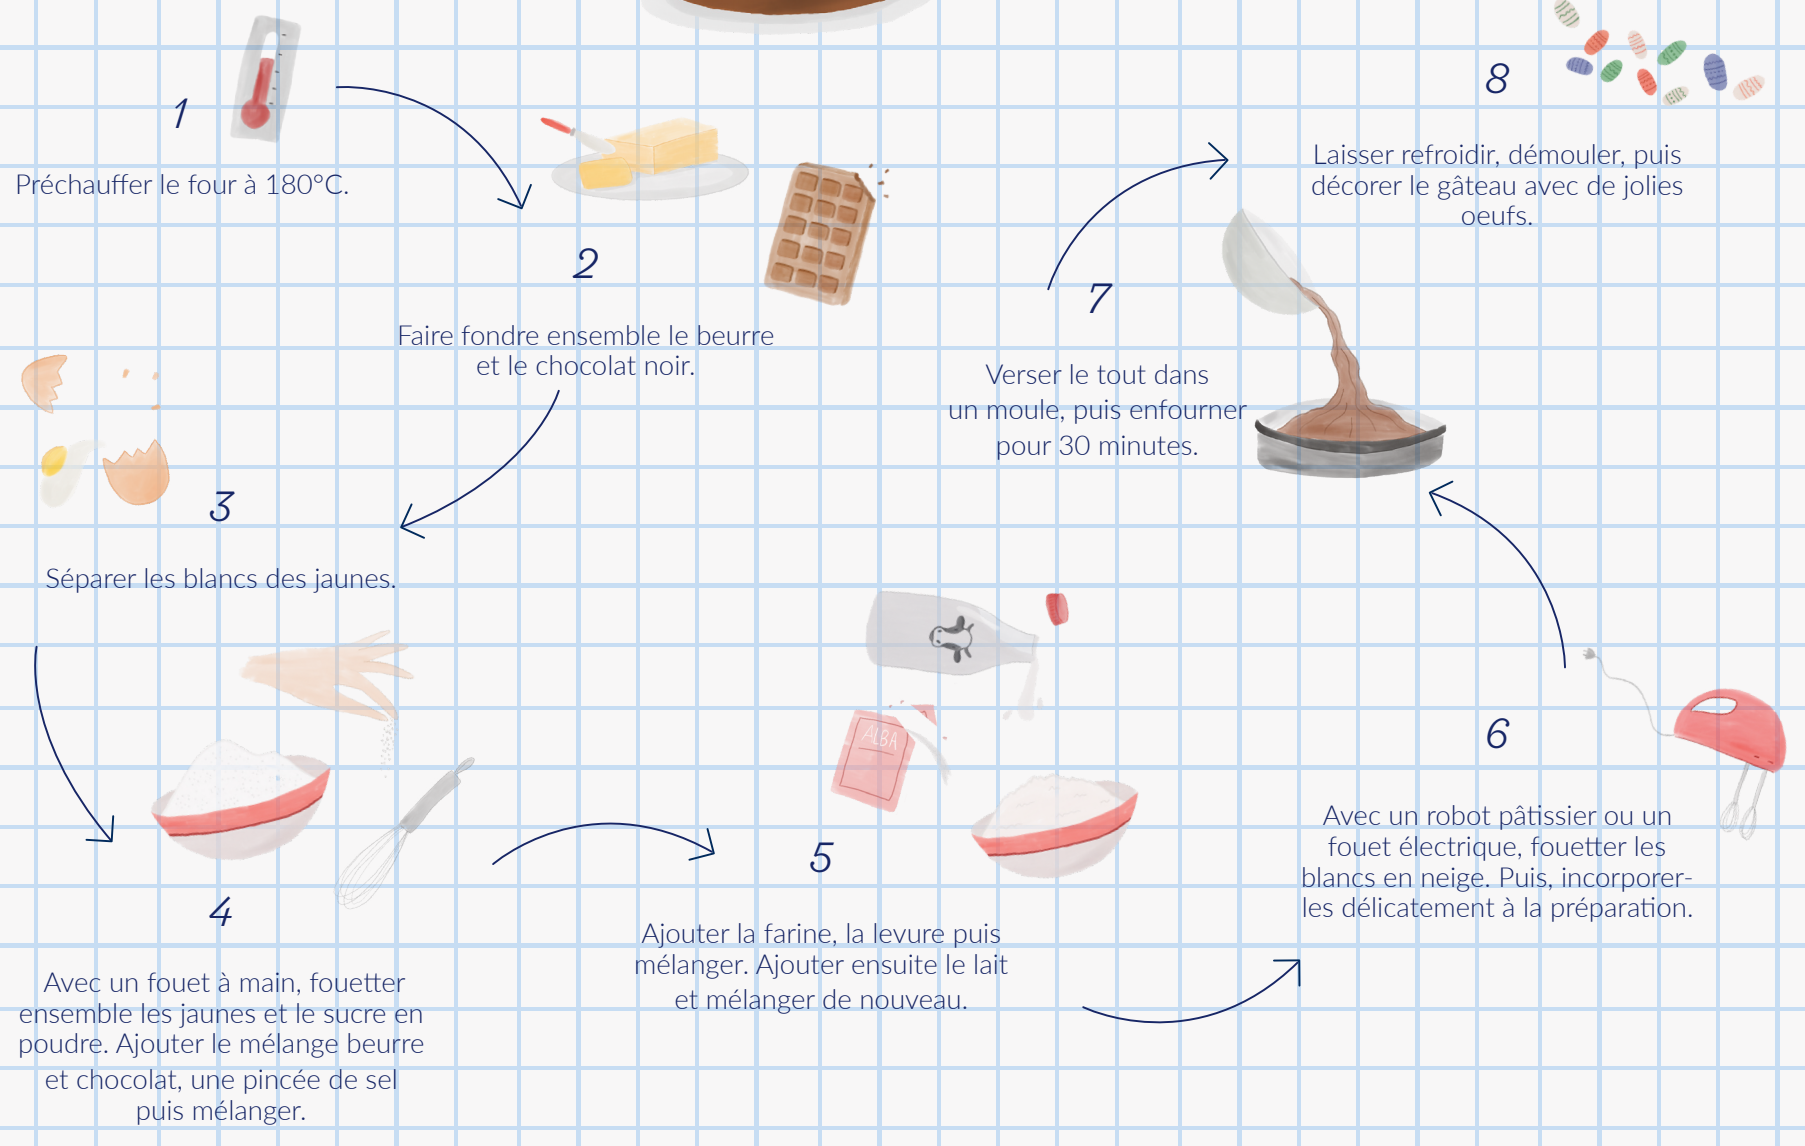 1
Préchauffer le four à 180°C.
2
Faire fondre ensemble le beurre
et le chocolat noir.
3
Séparer les blancs des jaunes.
4
Avec un fouet à main, fouetter
ensemble les jaunes et le sucre en
poudre. Ajouter le mélange beurre
et chocolat, une pincée de sel
puis mélanger.
ALBA
5
Ajouter la farine, la levure puis
mélanger. Ajouter ensuite le lait
et mélanger de nouveau.
6
Avec un robot pâtissier ou un
fouet électrique, fouetter les
blancs en neige. Puis, incorporer-
les délicatement à la préparation.
7
Verser le tout dans
un moule, puis enfourner
pour 30 minutes.
8
Laisser refroidir, démouler, puis
décorer le gâteau avec de jolies
oeufs.